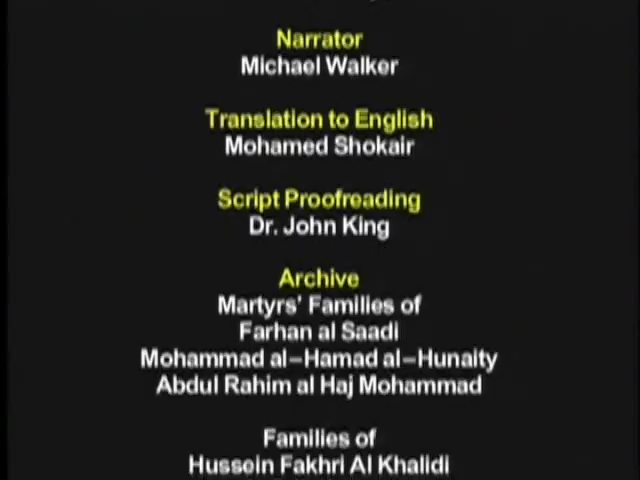 Narrator
Michael Walker
Translation to English
Mohamed Shokair
Script Proofreading
Dr. John King
Archive
Martyrs' Families of
Farhan al Saadi
Mohammad al-Hamad al-Hunaity
Abdul Rahim al Haj Mohammad
Families of
Hussein Fakhri Al Khalidi